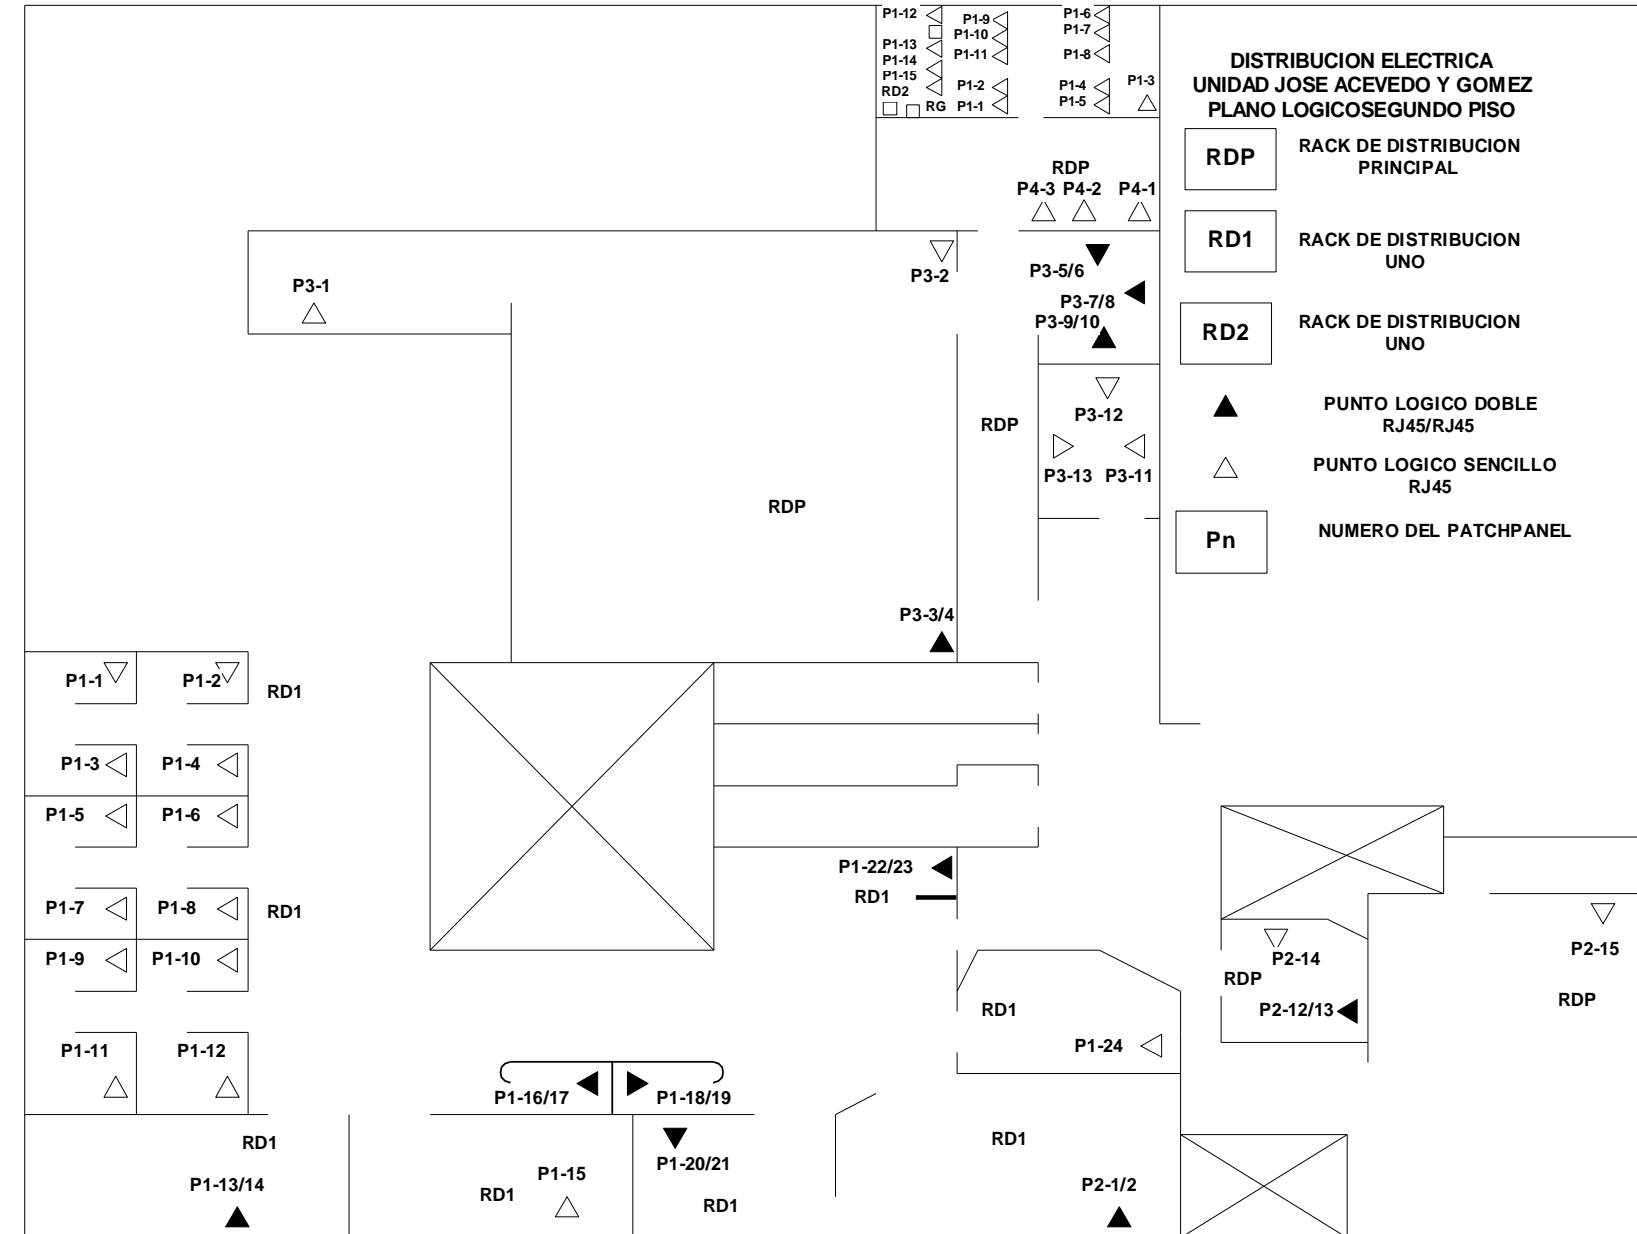 P1-12
P1-9
P1-6
P1-10
P1-7
P1-13
P1-11
P1-8
P1-14
P1-15
P1-2
P1-4
P1-3
RD2
RG
P1-1
P1-5
DISTRIBUCION ELECTRICA
UNIDAD JOSE ACEVEDO Y GOMEZ
PLANO LOGICOSEGUNDO PISO
RDP
RACK DE DISTRIBUCION
PRINCIPAL
RD1
RACK DE DISTRIBUCION
UNO
RD2
RACK DE DISTRIBUCION
UNO
PUNTO LOGICO DOBLE
RJ45/RJ45
PUNTO LOGICO SENCILLO
RJ45
Pn
NUMERO DEL PATCHPANEL
RDP
P4-3
P4-2
P4-1
P3-1
P3-2
P3-5/6
P3-7/8
P3-9/10
RDP
P3-12
P3-13
P3-11
RDP
P3-3/4
P1-1
P1-2
RD1
P1-3
P1-4
P1-5
P1-6
P1-7
P1-8
RD1
P1-9
P1-10
P1-11
P1-12
P1-22/23
RD1
P2-14
P2-15
RDP
P2-12/13
RDP
RD1
P1-24
P1-16/17
P1-18/19
RD1
P1-13/14
P1-15
RD1
P1-20/21
RD1
RD1
P2-1/2